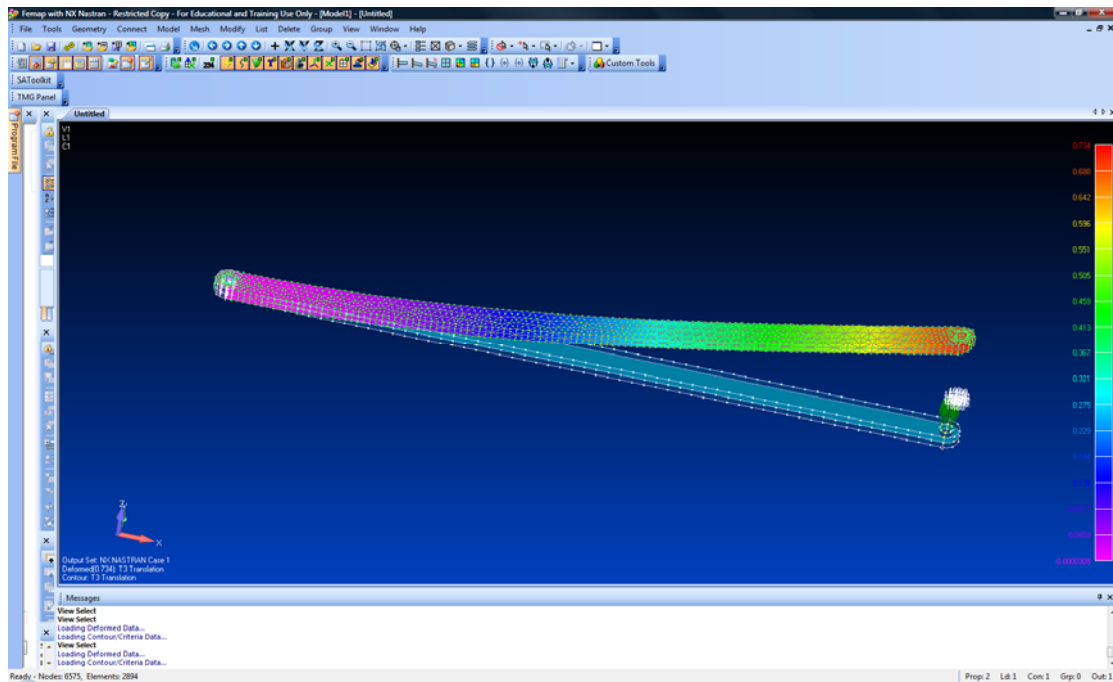 Femap with NX Nastran - Restricted Copy - For Educational and Training Use Only - [Model1] - [Untitled]
File Tools Geometry Connect Model Mesh Modify List Delete Group View Window Help
Custom Tools
SAToolkit
TMG Panel
Program File
Untitled
V1
L1
C1
0.734
0.688
0.642
0.596
0.551
0.505
0.459
0.413
0.367
0.321
0.275
0.229
0.0000309
Z
X
Output Set: NX NASTRAN Case 1
Deformed(0.734): T3 Translation
Contour: T3 Translation
Messages
View Select
View Select
Loading Deformed Data...
Loading Contour/Criteria Data...
View Select
Loading Deformed Data...
Loading Contour/Criteria Data...
Ready - Nodes: 6575, Elements: 2894
Prop: 2 Ld: 1 Con: 1 Grp: 0 Out: 1